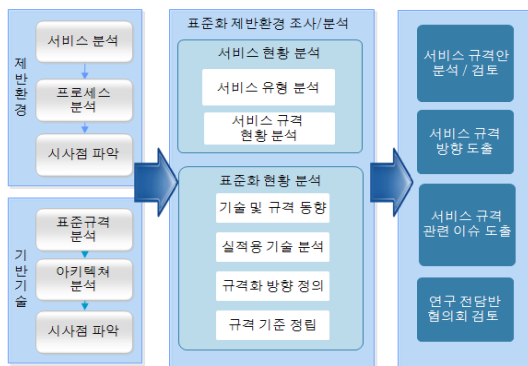 제
반
환
경
서비스 분석
프로세스
분석
시사점 파악
기
반
기
술
표준규격
분석
아키텍쳐
분석
시사점 파악
표준화 제반환경 조사/분석
서비스 현황 분석
서비스 유형 분석
서비스 규격
현황 분석
표준화 현황 분석
기술 및 규격 동향
실적용 기술 분석
규격화 방향 정의
규격 기준 정립
서비스 규격안
분석 / 검토
서비스 규격
방향 도출
서비스 규격
관련 이슈 도출
연구 전담반
협의회 검토